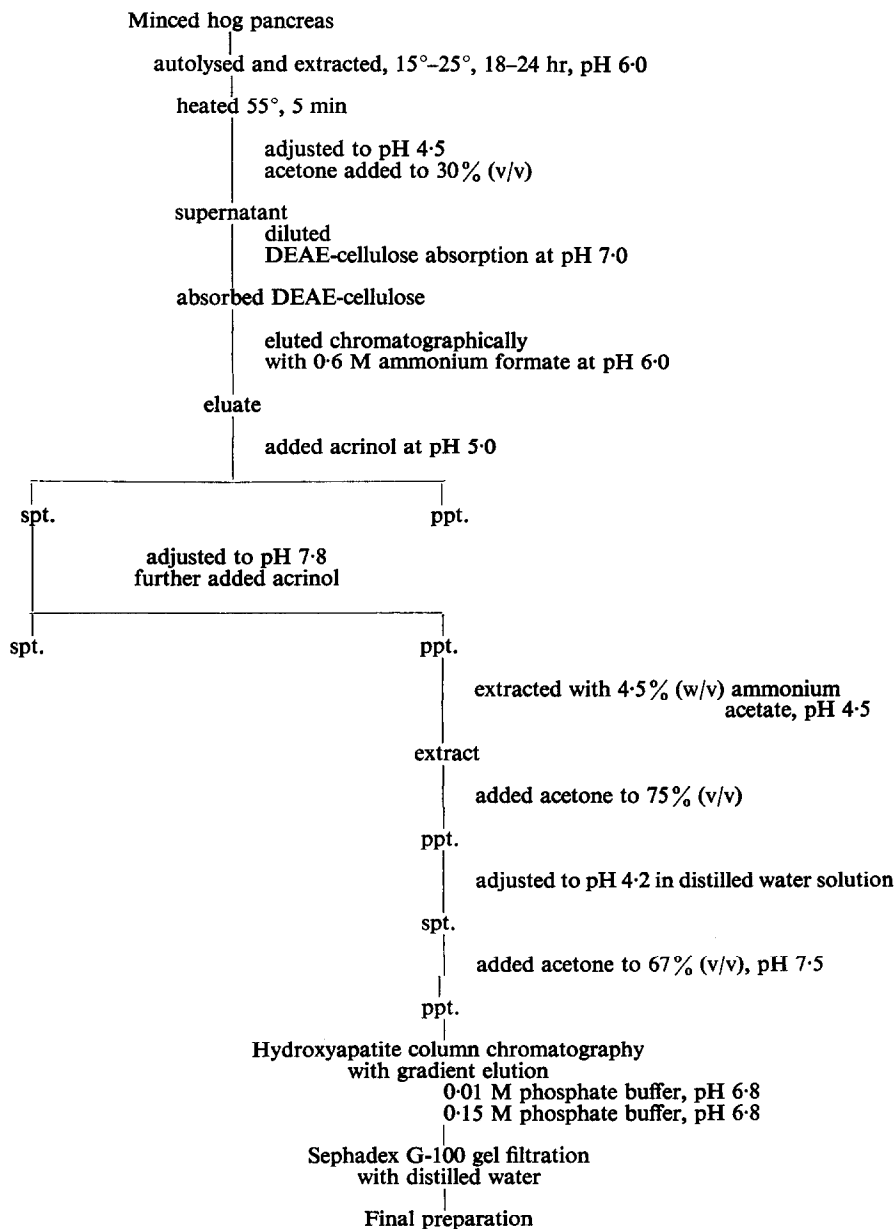 Minced hog pancreas
autolysed and extracted, 15°–25°, 18–24 hr, pH 6·0
heated 55°, 5 min
adjusted to pH 4·5
acetone added to 30% (v/v)
supernatant
diluted
DEAE-cellulose absorption at pH 7·0
absorbed DEAE-cellulose
eluted chromatographically
with 0·6 M ammonium formate at pH 6·0
eluate
added acrinol at pH 5·0
spt. ppt.
adjusted to pH 7·8
further added acrinol
spt. ppt.
extracted with 4·5% (w/v) ammonium
acetate, pH 4·5
extract
added acetone to 75% (v/v)
ppt.
adjusted to pH 4·2 in distilled water solution
spt.
added acetone to 67% (v/v), pH 7·5
ppt.
Hydroxyapatite column chromatography
with gradient elution
0·01 M phosphate buffer, pH 6·8
0·15 M phosphate buffer, pH 6·8
Sephadex G-100 gel filtration
with distilled water
Final preparation